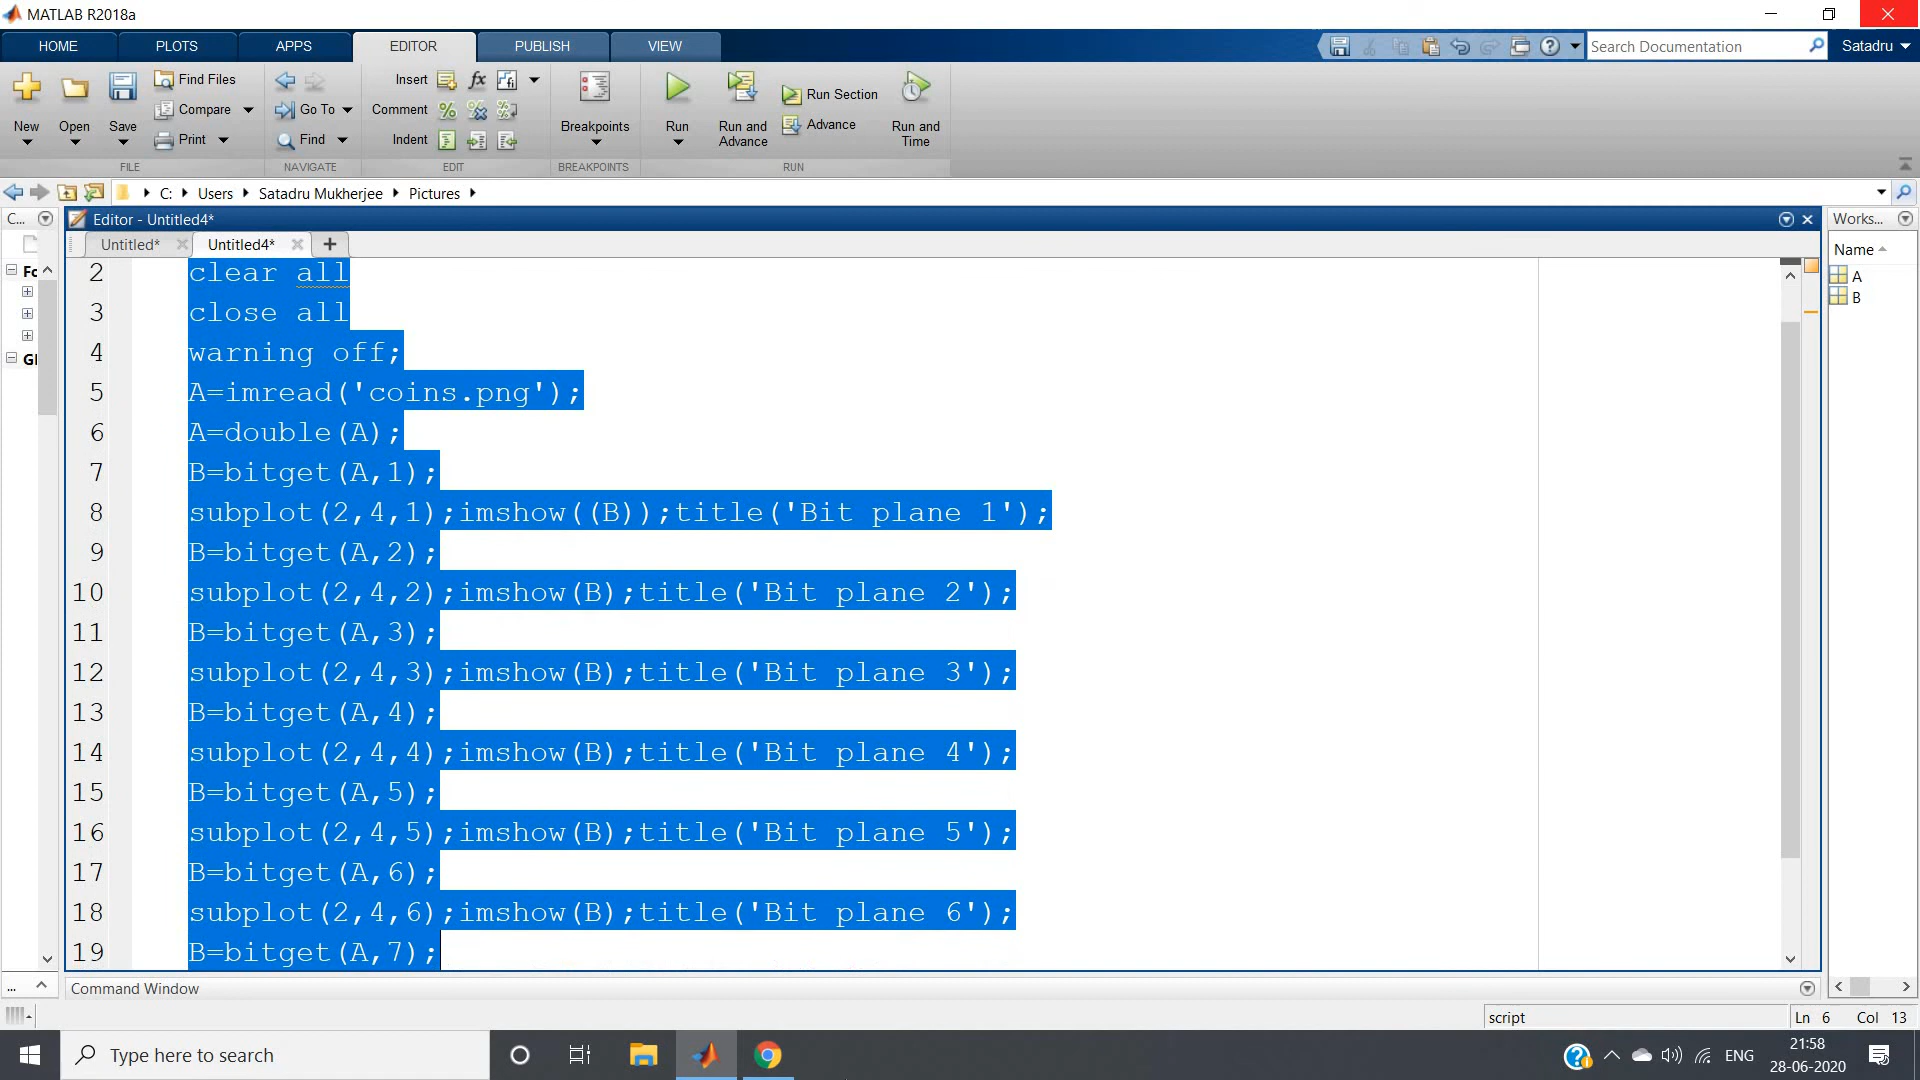 MATLAB R2018a
HOME PLOTS APPS EDITOR PUBLISH VIEW
Search Documentation
Satadru
New
Open
Save
Find Files
Compare
Print
FILE
Go To
Find
NAVIGATE
Insert
Comment
Indent
EDIT
Breakpoints
BREAKPOINTS
Run
Run and
Advance
Run Section
Advance
Run and
Time
RUN
C: Users Satadru Mukherjee Pictures
C...
Editor - Untitled4*
Works...
Untitled* Untitled4*
Name
A
B
2 clear all
3 close all
4 warning off;
5 A=imread('coins.png');
6 A=double(A);
7 B=bitget(A,1);
8 subplot(2,4,1);imshow((B));title('Bit plane 1');
9 B=bitget(A,2);
10 subplot(2,4,2);imshow(B);title('Bit plane 2');
11 B=bitget(A,3);
12 subplot(2,4,3);imshow(B);title('Bit plane 3');
13 B=bitget(A,4);
14 subplot(2,4,4);imshow(B);title('Bit plane 4');
15 B=bitget(A,5);
16 subplot(2,4,5);imshow(B);title('Bit plane 5');
17 B=bitget(A,6);
18 subplot(2,4,6);imshow(B);title('Bit plane 6');
19 B=bitget(A,7);
... Command Window
script
Ln 6 Col 13
Type here to search
ENG
21:58
28-06-2020